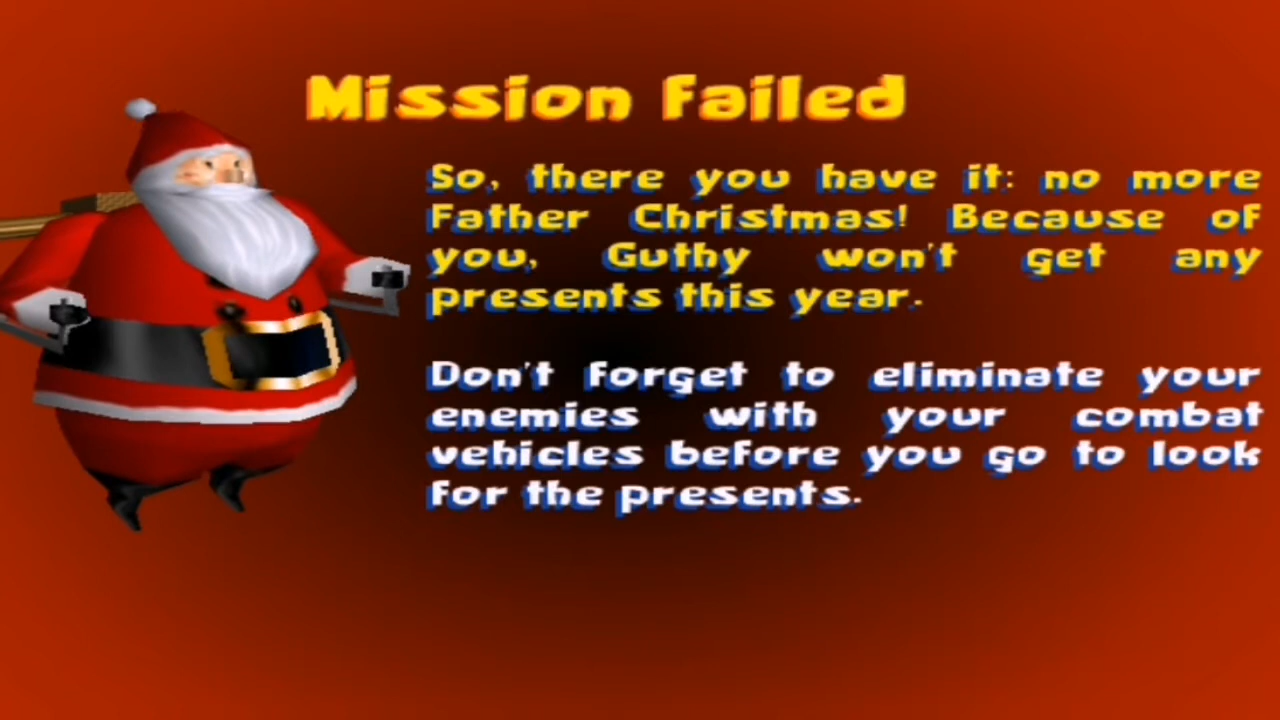 Mission Failed
So, there you have it: no more
Father Christmas! Because of
you, Guthy won't get any
presents this year.
Don't forget to eliminate your
enemies with your combat
vehicles before you go to look
for the presents.